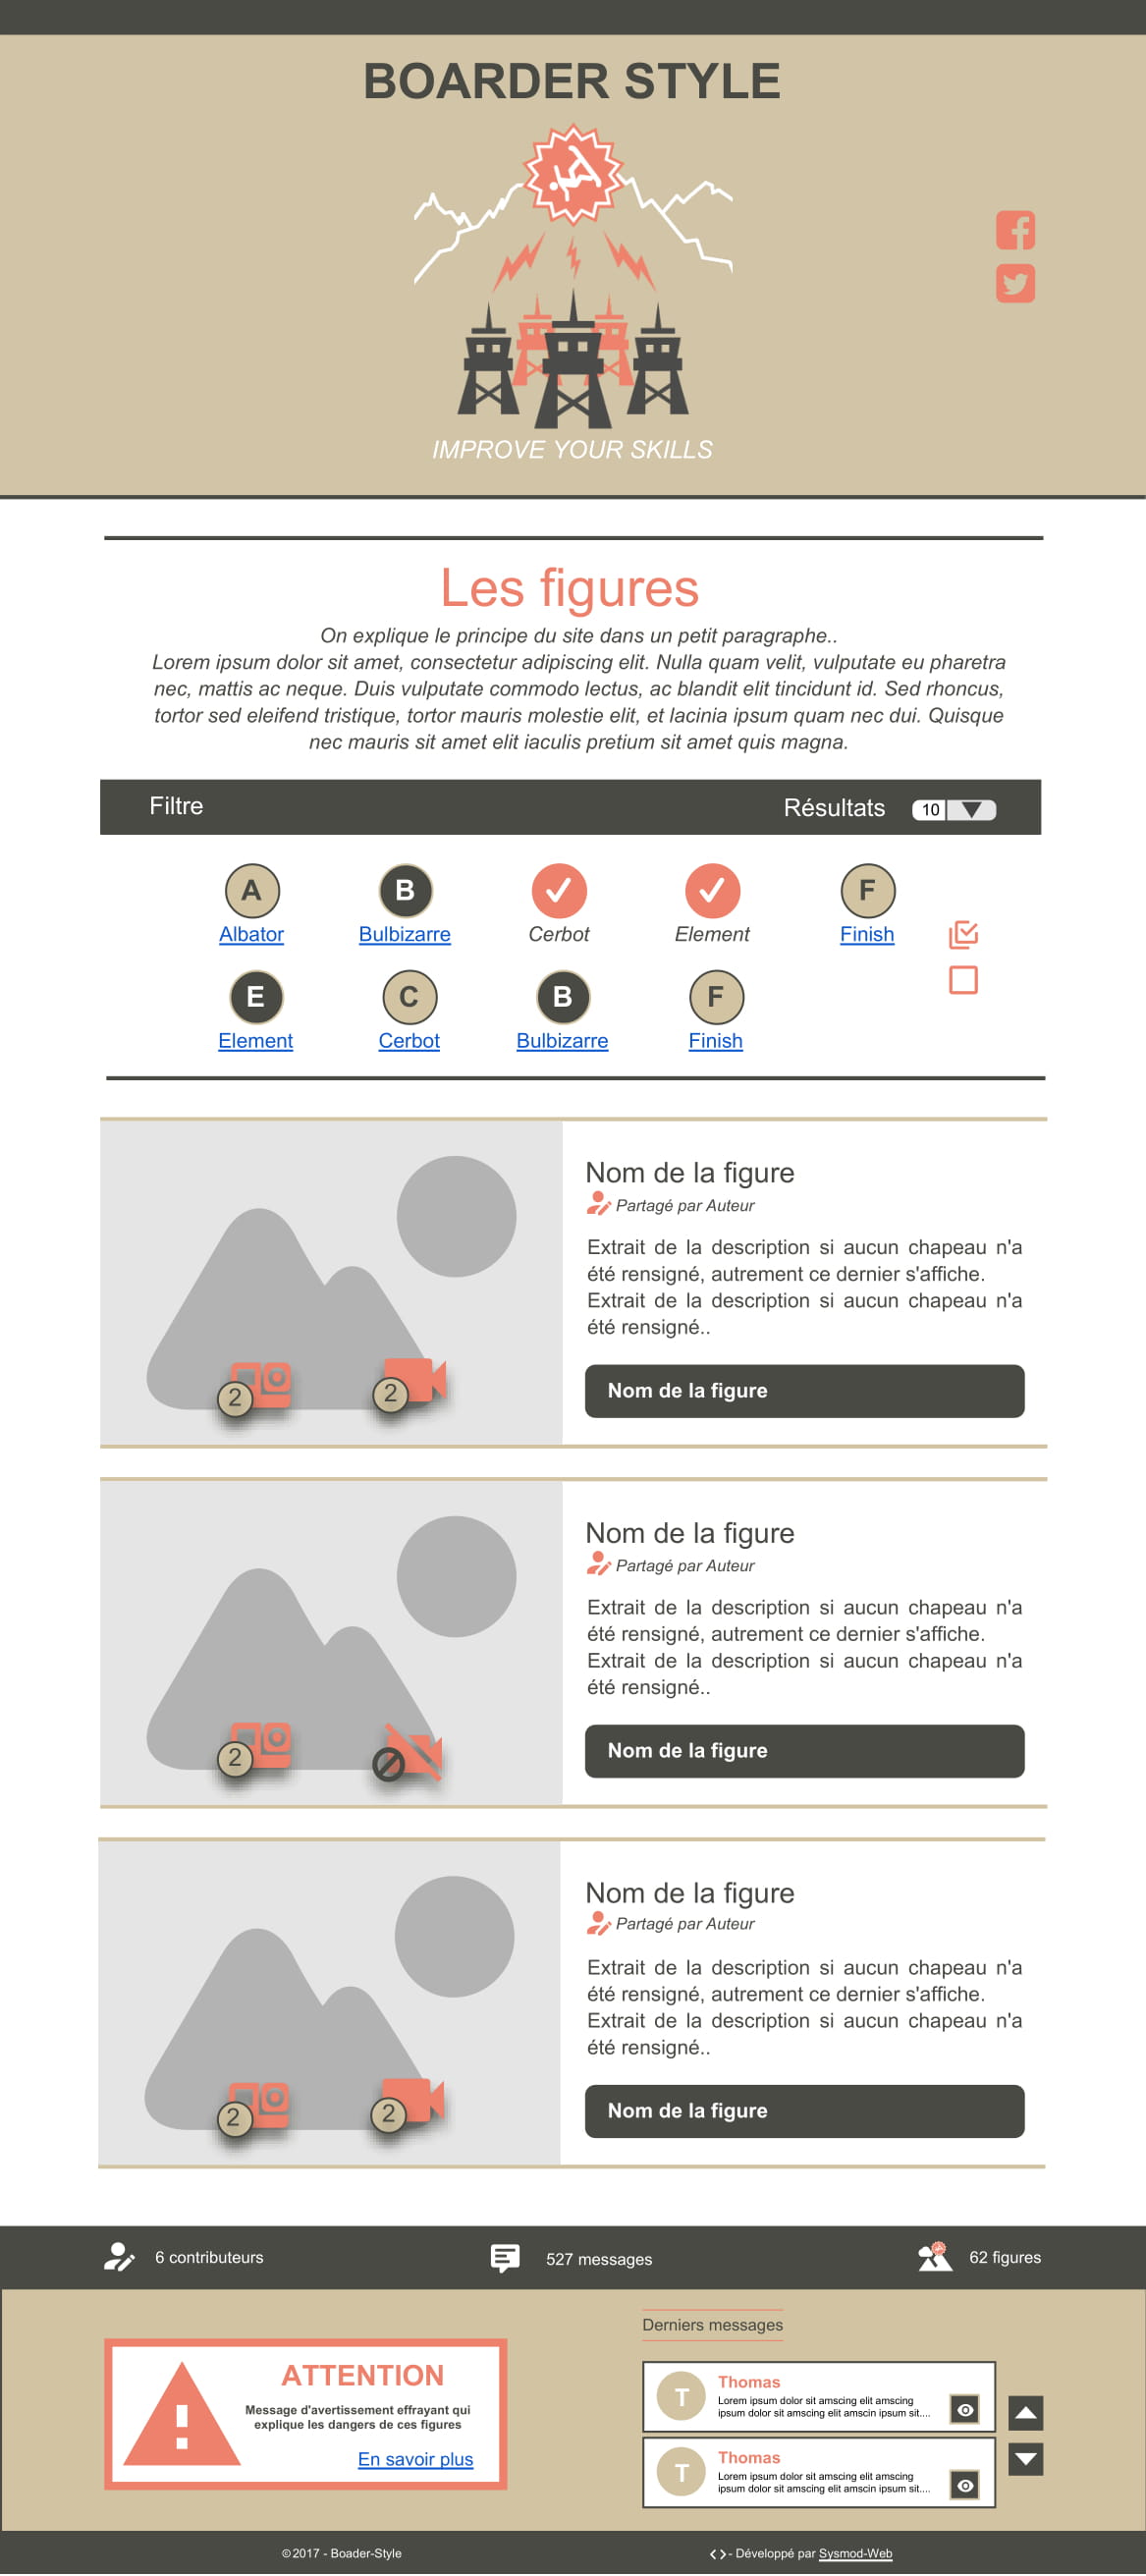 BOARDER STYLE
IMPROVE YOUR SKILLS
Les figures
On explique le principe du site dans un petit paragraphe..
Lorem ipsum dolor sit amet, consectetur adipiscing elit. Nulla quam velit, vulputate eu pharetra
nec, mattis ac neque. Duis vulputate commodo lectus, ac blandit elit tincidunt id. Sed rhoncus,
tortor sed eleifend tristique, tortor mauris molestie elit, et lacinia ipsum quam nec dui. Quisque
nec mauris sit amet elit iaculis pretium sit amet quis magna.
Filtre Résultats 10
A B F
Albator Bulbizarre Cerbot Element Finish
E C B F
Element Cerbot Bulbizarre Finish
Nom de la figure
Partagé par Auteur
Extrait de la description si aucun chapeau n'a
été rensigné, autrement ce dernier s'affiche.
Extrait de la description si aucun chapeau n'a
été rensigné..
Nom de la figure
2 2
Nom de la figure
Partagé par Auteur
Extrait de la description si aucun chapeau n'a
été rensigné, autrement ce dernier s'affiche.
Extrait de la description si aucun chapeau n'a
été rensigné..
Nom de la figure
2
Nom de la figure
Partagé par Auteur
Extrait de la description si aucun chapeau n'a
été rensigné, autrement ce dernier s'affiche.
Extrait de la description si aucun chapeau n'a
été rensigné..
Nom de la figure
2 2
6 contributeurs 527 messages 62 figures
ATTENTION
Message d'avertissement effrayant qui
explique les dangers de ces figures
En savoir plus
Derniers messages
T
Thomas
Lorem ipsum dolor sit amscing elit amscing
ipsum dolor sit amscing elit amscin ipsum sit....
T
Thomas
Lorem ipsum dolor sit amscing elit amscing
ipsum dolor sit amscing elit amscin ipsum sit....
©2017 - Boader-Style
<> - Développé par Sysmod-Web